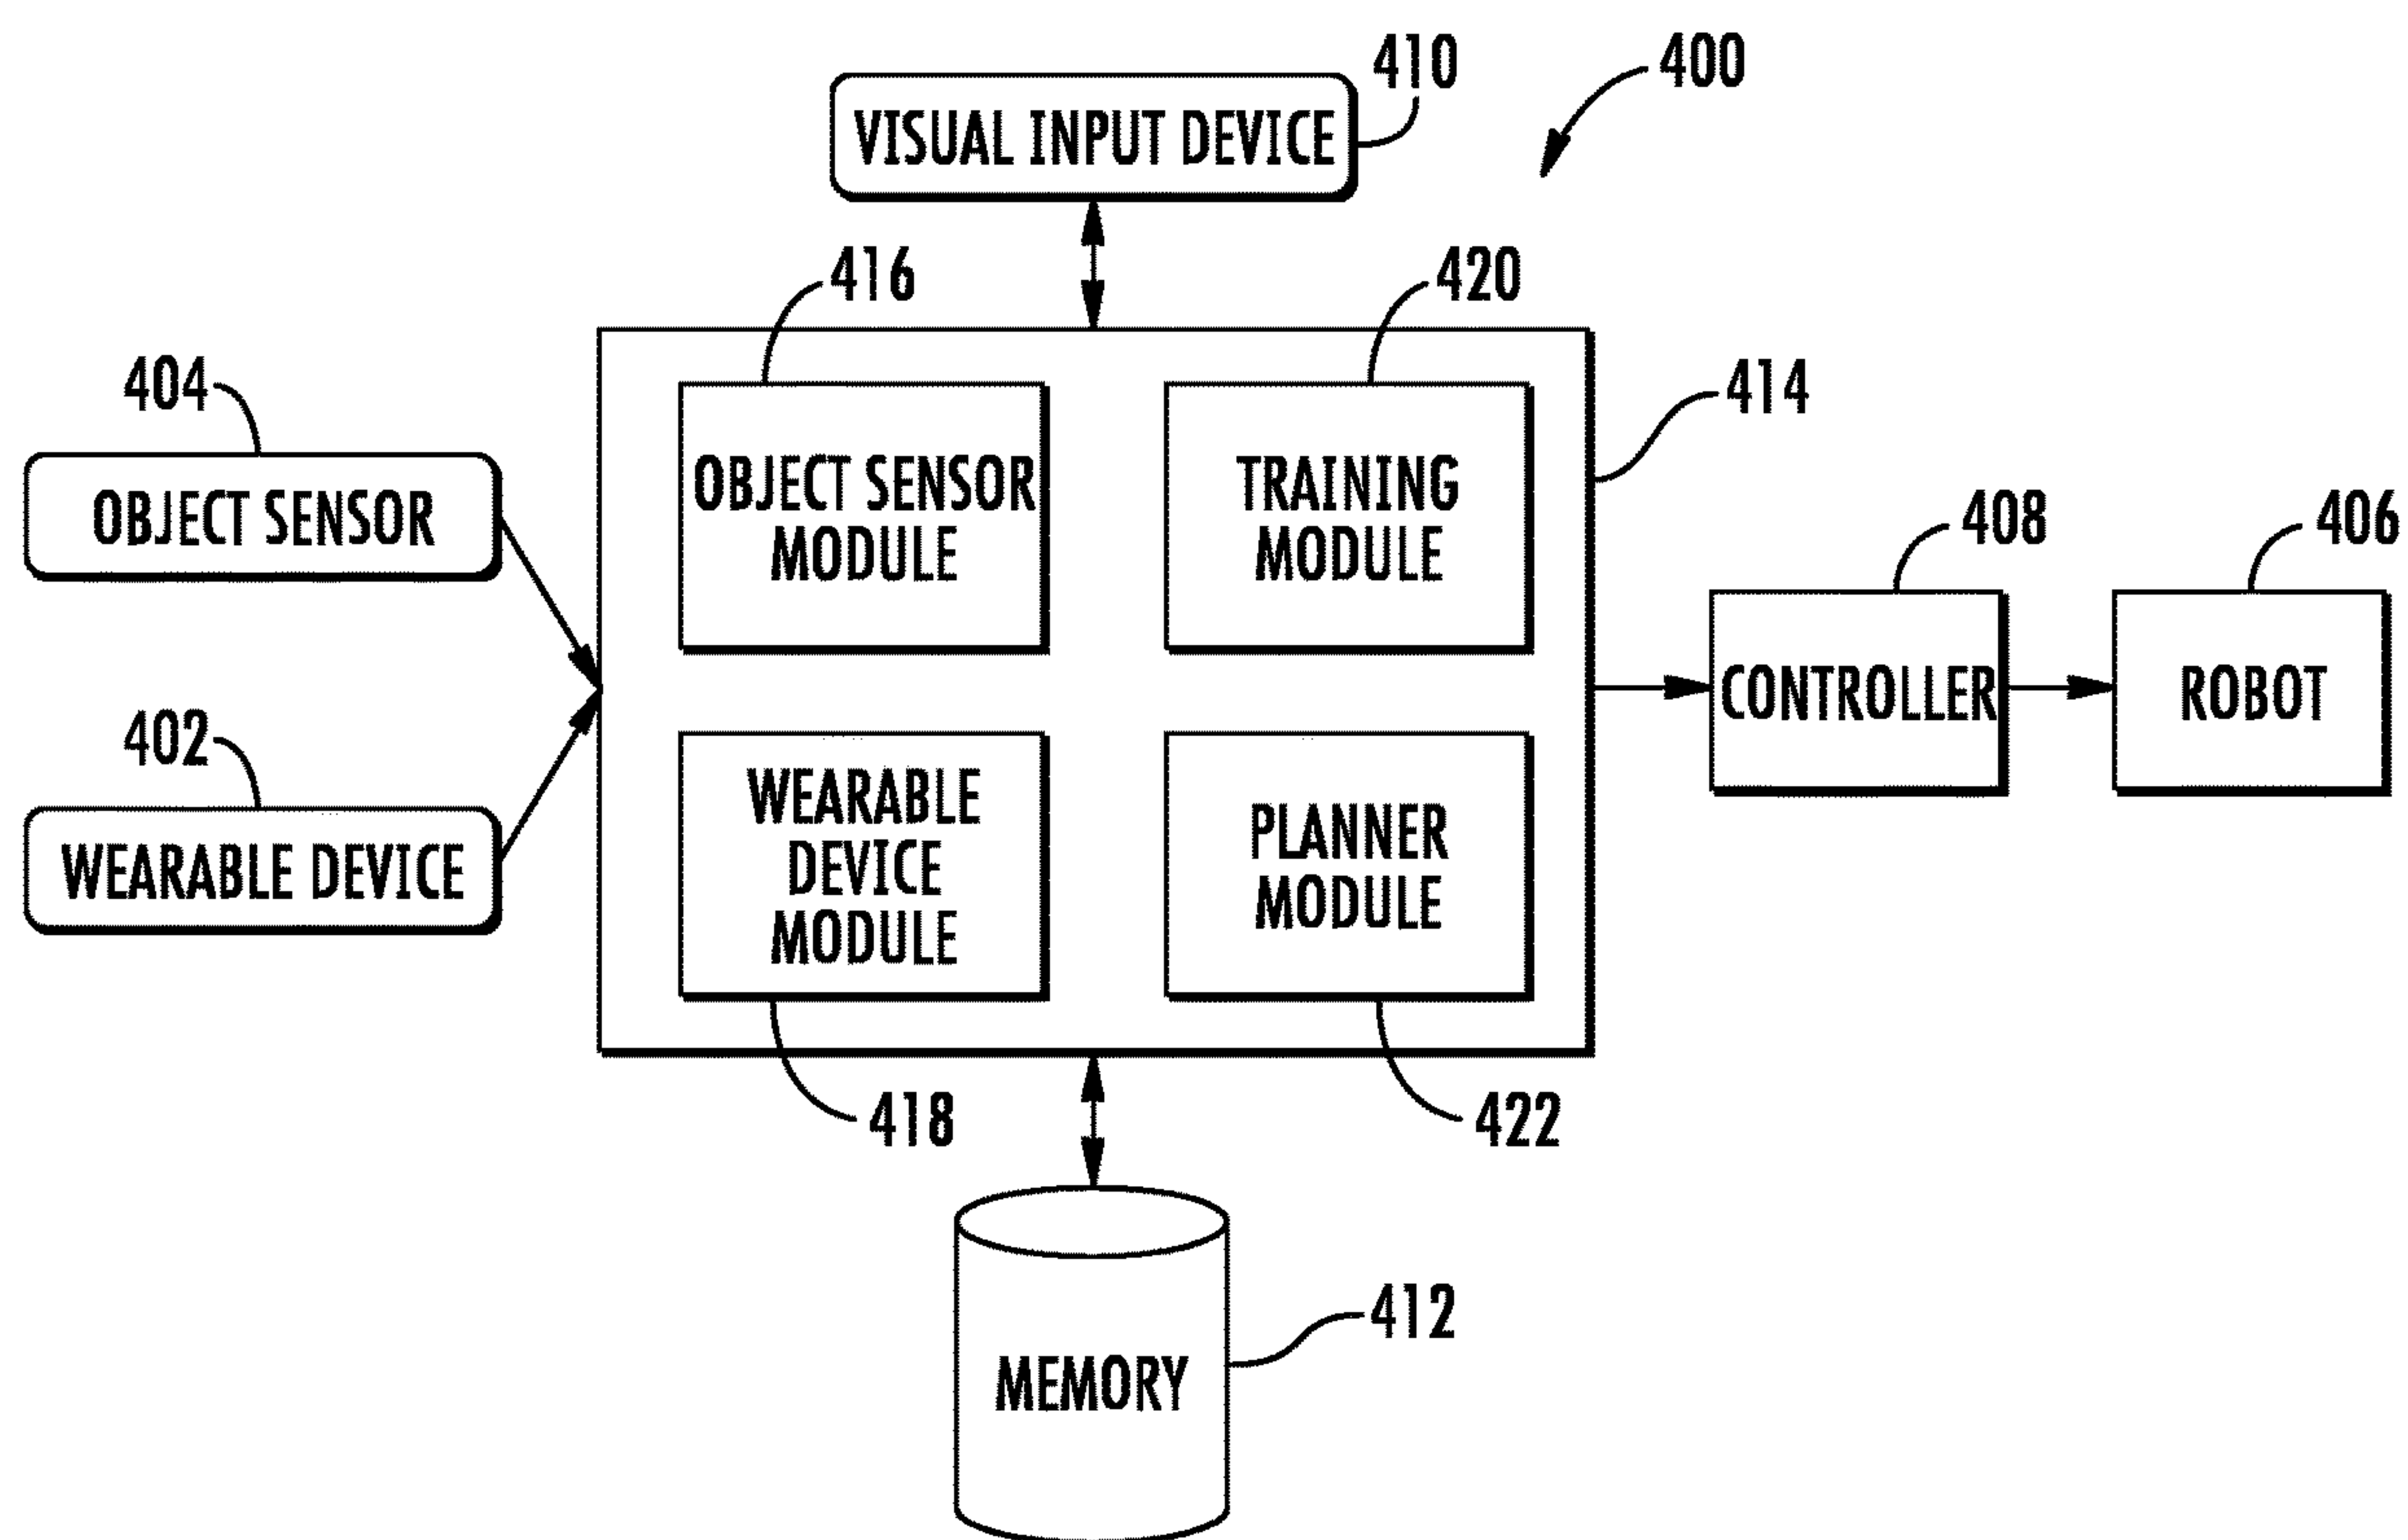 410
400
VISUAL INPUT DEVICE
416
420
404
414
OBJECT SENSOR
OBJECT SENSOR
MODULE
TRAINING
MODULE
408
406
402
CONTROLLER
ROBOT
WEARABLE DEVICE
WEARABLE
DEVICE
MODULE
PLANNER
MODULE
418
422
412
MEMORY